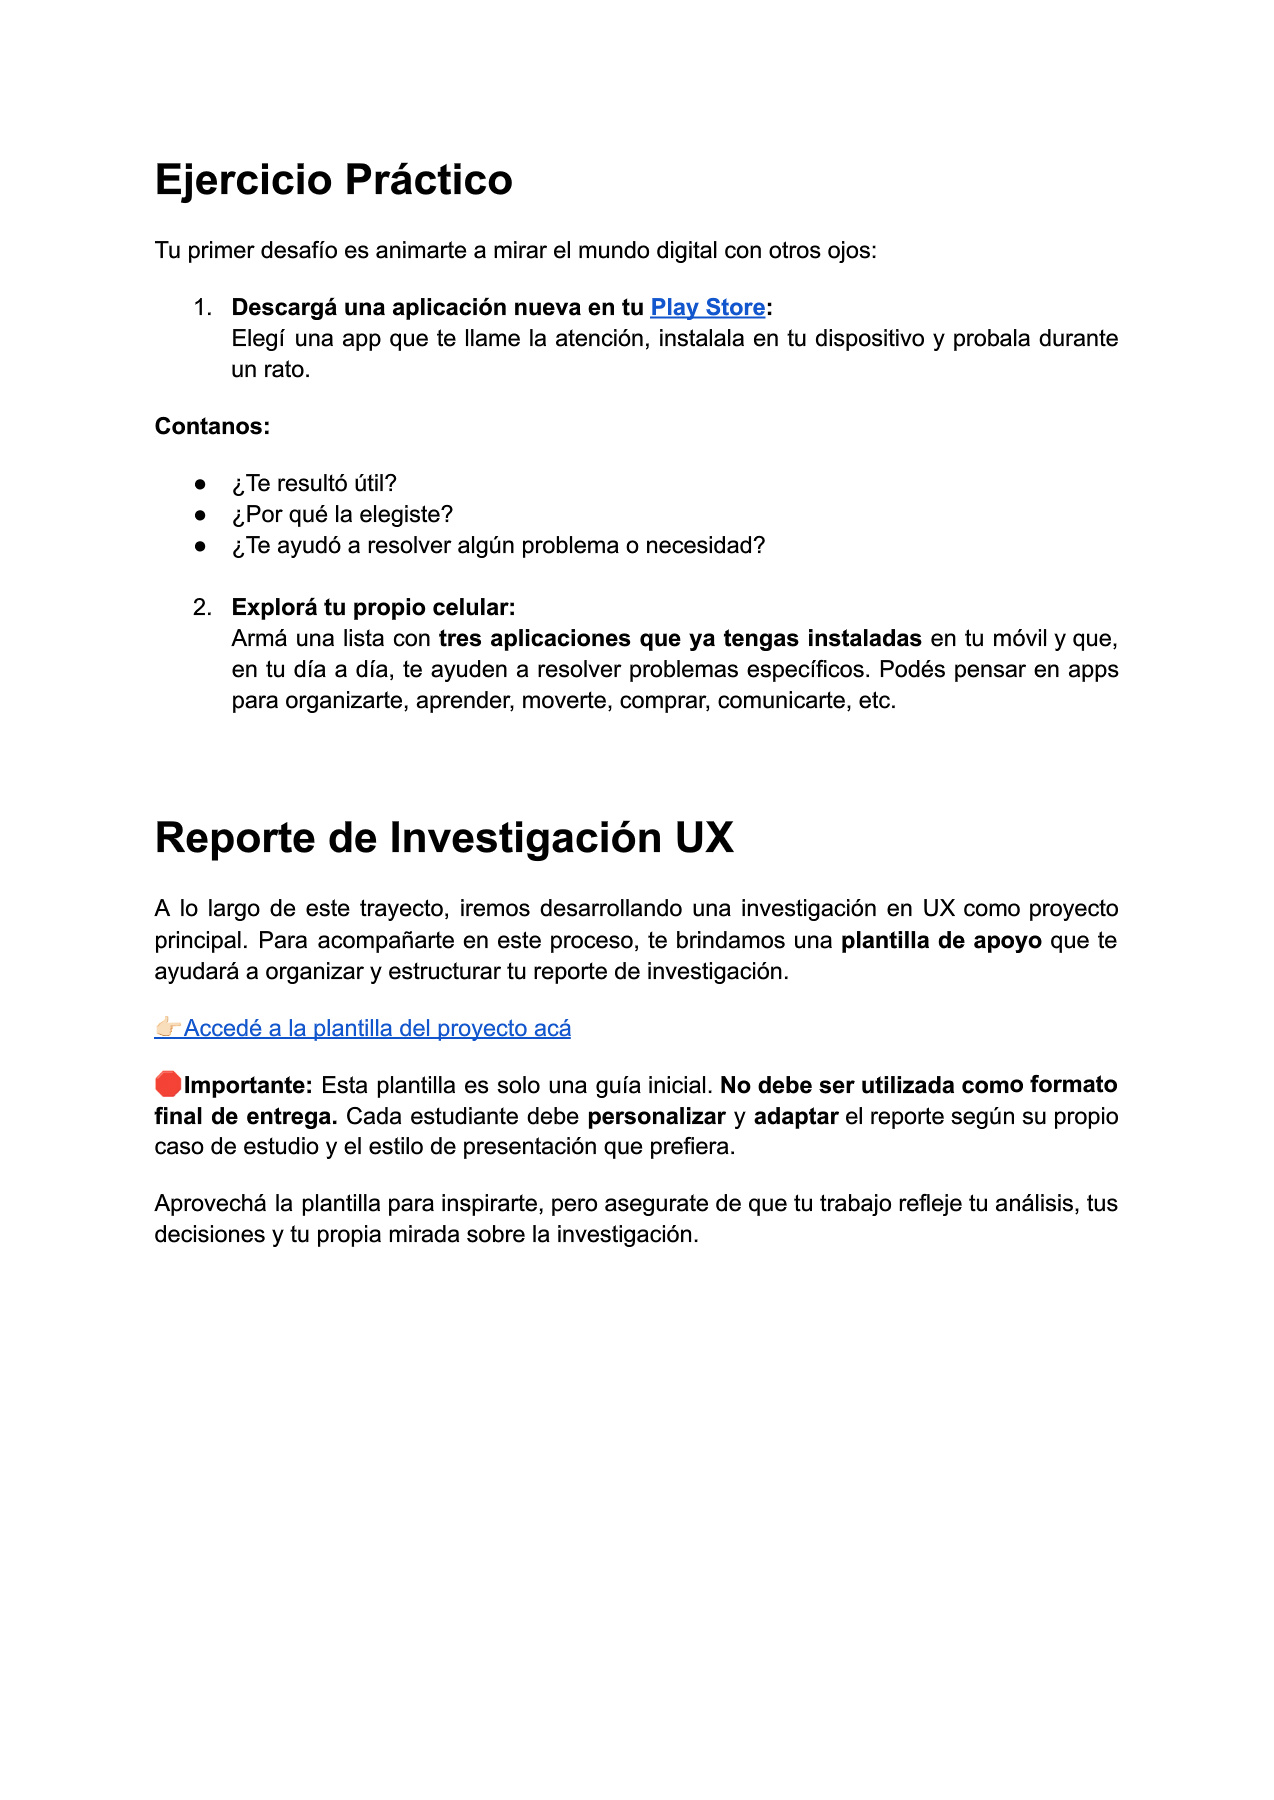 Ejercicio Práctico
Tu primer desafío es animarte a mirar el mundo digital con otros ojos:
1. Descargá una aplicación nueva en tu Play Store:
Elegí una app que te llame la atención, instalala en tu dispositivo y probala durante
un rato.
Contanos:
● ¿Te resultó útil?
● ¿Por qué la elegiste?
● ¿Te ayudó a resolver algún problema o necesidad?
2. Explorá tu propio celular:
Armá una lista con tres aplicaciones que ya tengas instaladas en tu móvil y que,
en tu día a día, te ayuden a resolver problemas específicos. Podés pensar en apps
para organizarte, aprender, moverte, comprar, comunicarte, etc.
Reporte de Investigación UX
A lo largo de este trayecto, iremos desarrollando una investigación en UX como proyecto
principal. Para acompañarte en este proceso, te brindamos una plantilla de apoyo que te
ayudará a organizar y estructurar tu reporte de investigación.
👉🏻Accedé a la plantilla del proyecto acá
🛑Importante: Esta plantilla es solo una guía inicial. No debe ser utilizada como formato
final de entrega. Cada estudiante debe personalizar y adaptar el reporte según su propio
caso de estudio y el estilo de presentación que prefiera.
Aprovechá la plantilla para inspirarte, pero asegurate de que tu trabajo refleje tu análisis, tus
decisiones y tu propia mirada sobre la investigación.